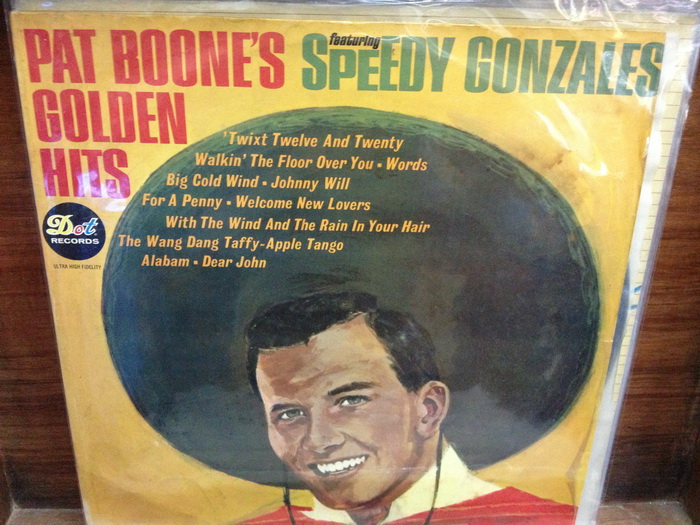 PAT BOONE'S featuring SPEEDY GONZALES
GOLDEN
HITS
'Twixt Twelve And Twenty
Walkin' The Floor Over You • Words
Big Cold Wind • Johnny Will
For A Penny • Welcome New Lovers
With The Wind And The Rain In Your Hair
The Wang Dang Taffy-Apple Tango
Alabam • Dear John
Dot
RECORDS
ULTRA HIGH FIDELITY